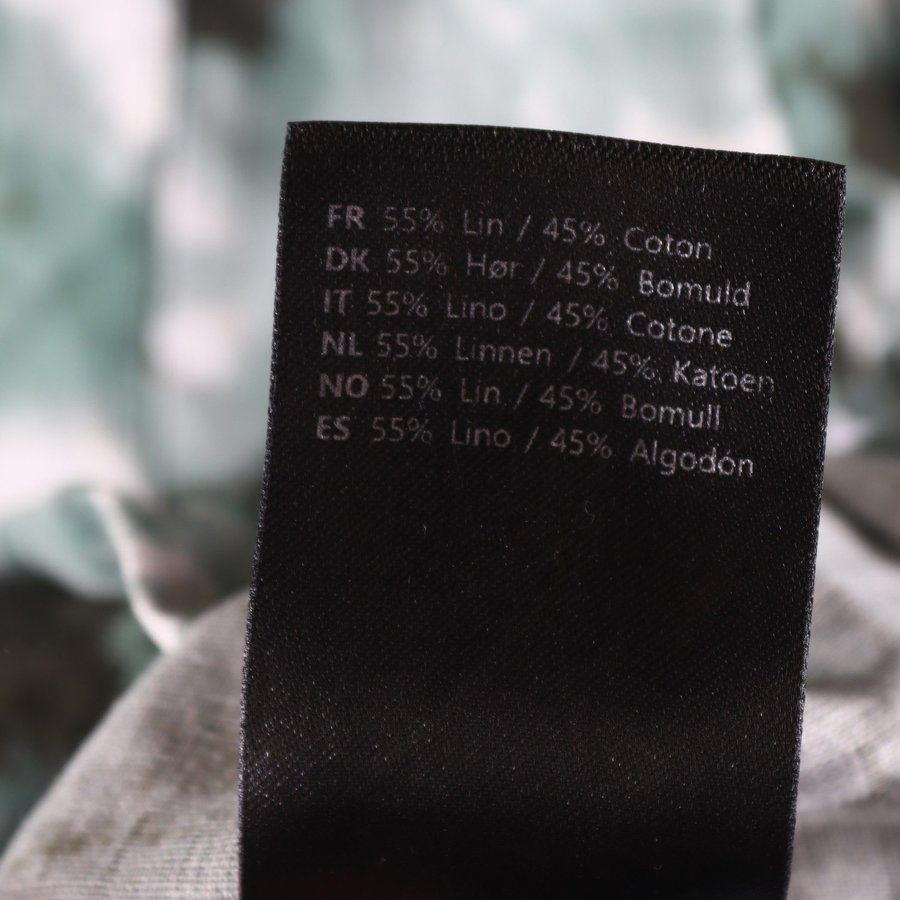 FR 55% Lin / 45% Coton
DK 55% Hør / 45% Bomuld
IT 55% Lino / 45% Cotone
NL 55% Linnen / 45% Katoen
NO 55% Lin / 45% Bomull
ES 55% Lino / 45% Algodón